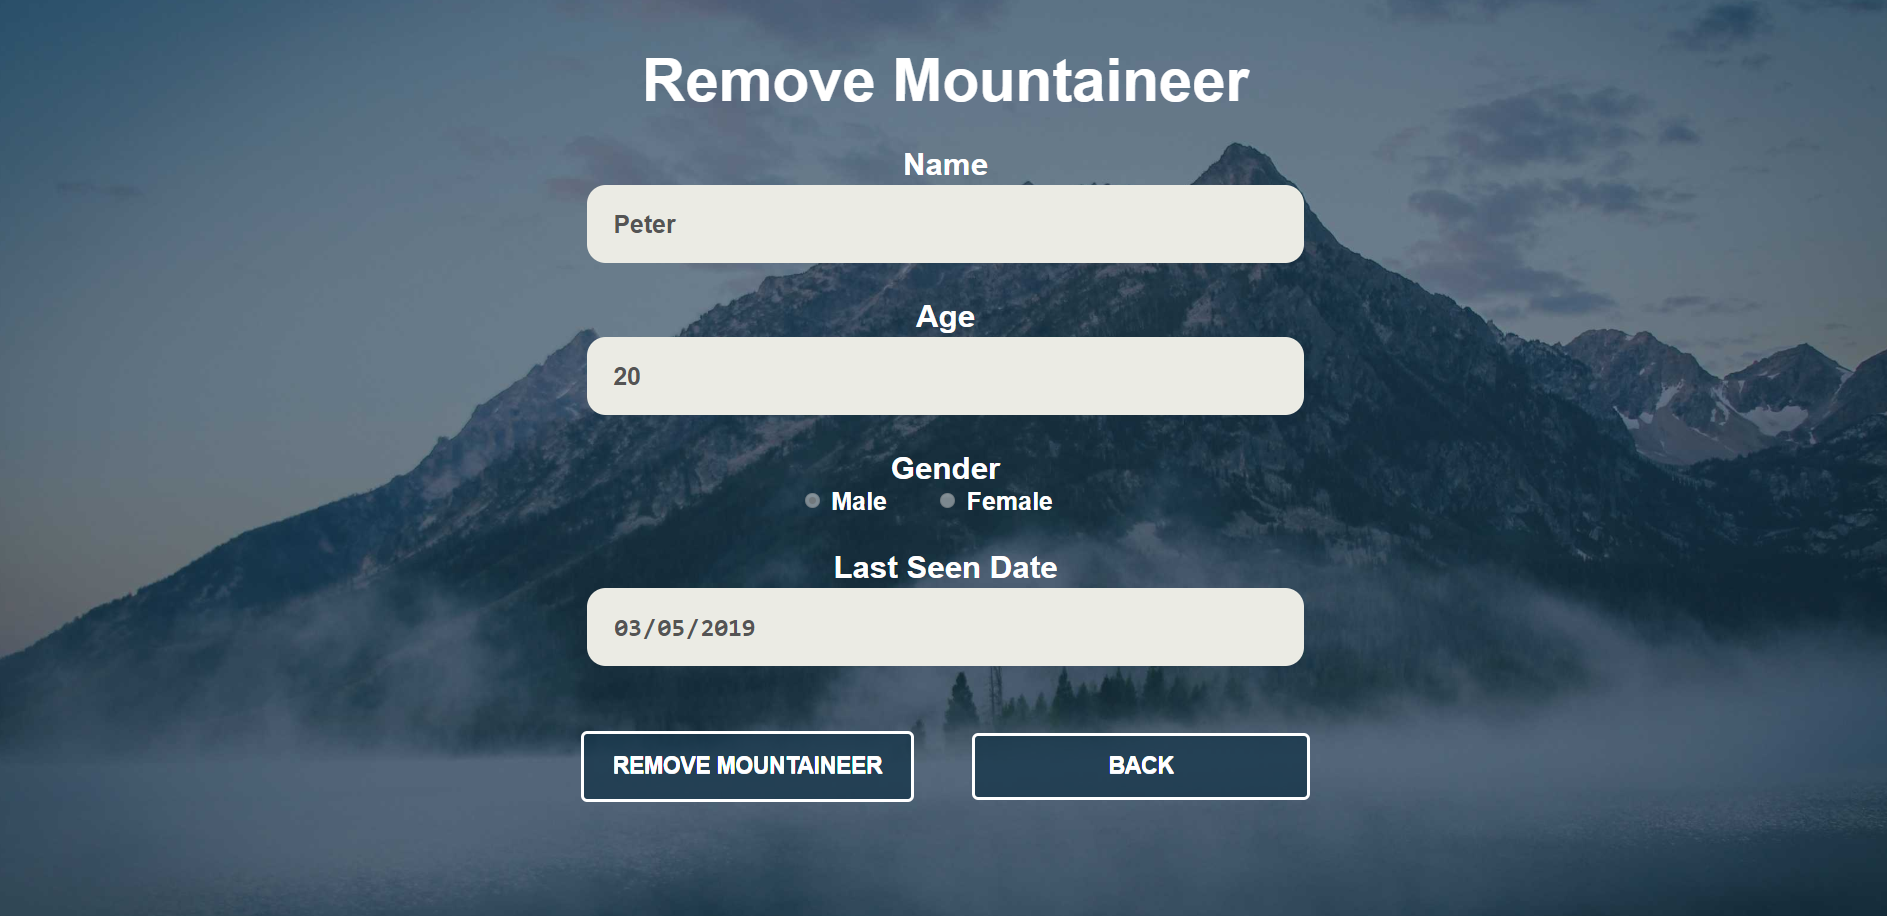 Remove Mountaineer
Name
Peter
Age
20
Gender
Male Female
Last Seen Date
03/05/2019
REMOVE MOUNTAINEER BACK